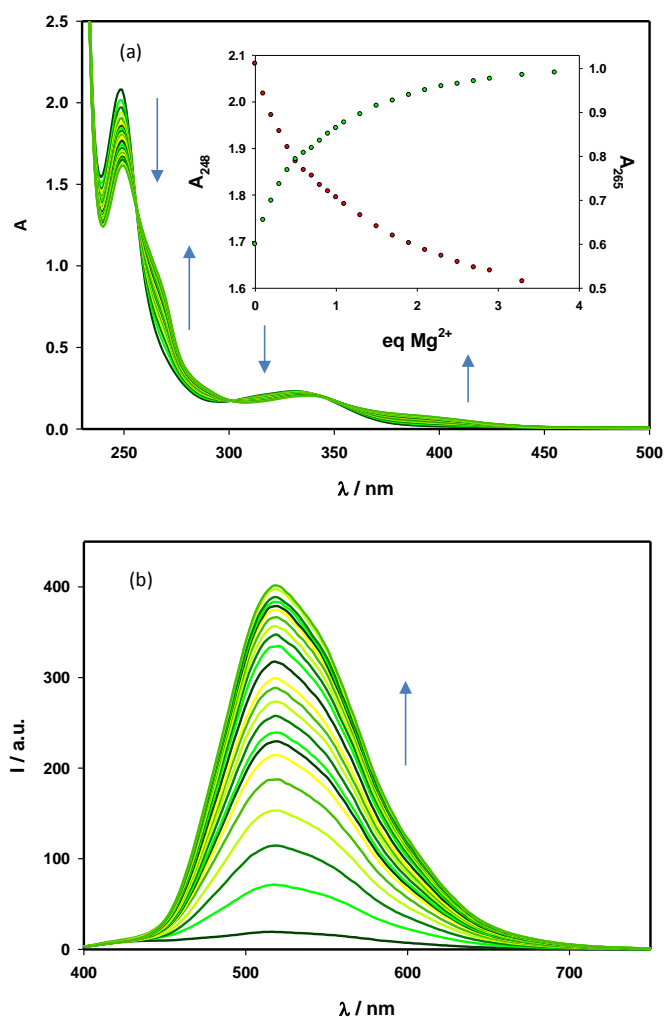 (a)
2.5
2.0
1.5
1.0
0.5
0.0
A
250 300 350 400 450 500
λ / nm
2.1
2.0
1.9
1.8
1.7
1.6
A₂₄₈
1.0
0.9
0.8
0.7
0.6
0.5
A₂₆₅
0 1 2 3 4
eq Mg²⁺
(b)
400
300
200
100
0
I / a.u.
400 500 600 700
λ / nm